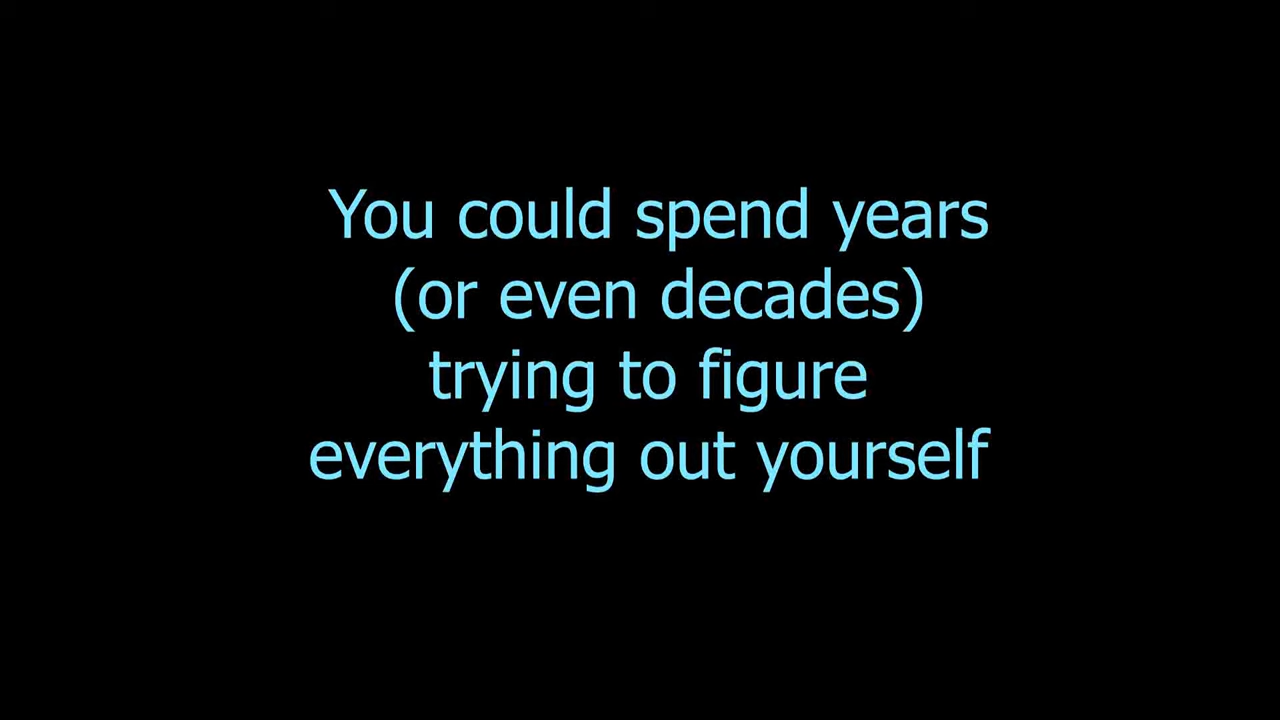 You could spend years
(or even decades)
trying to figure
everything out yourself